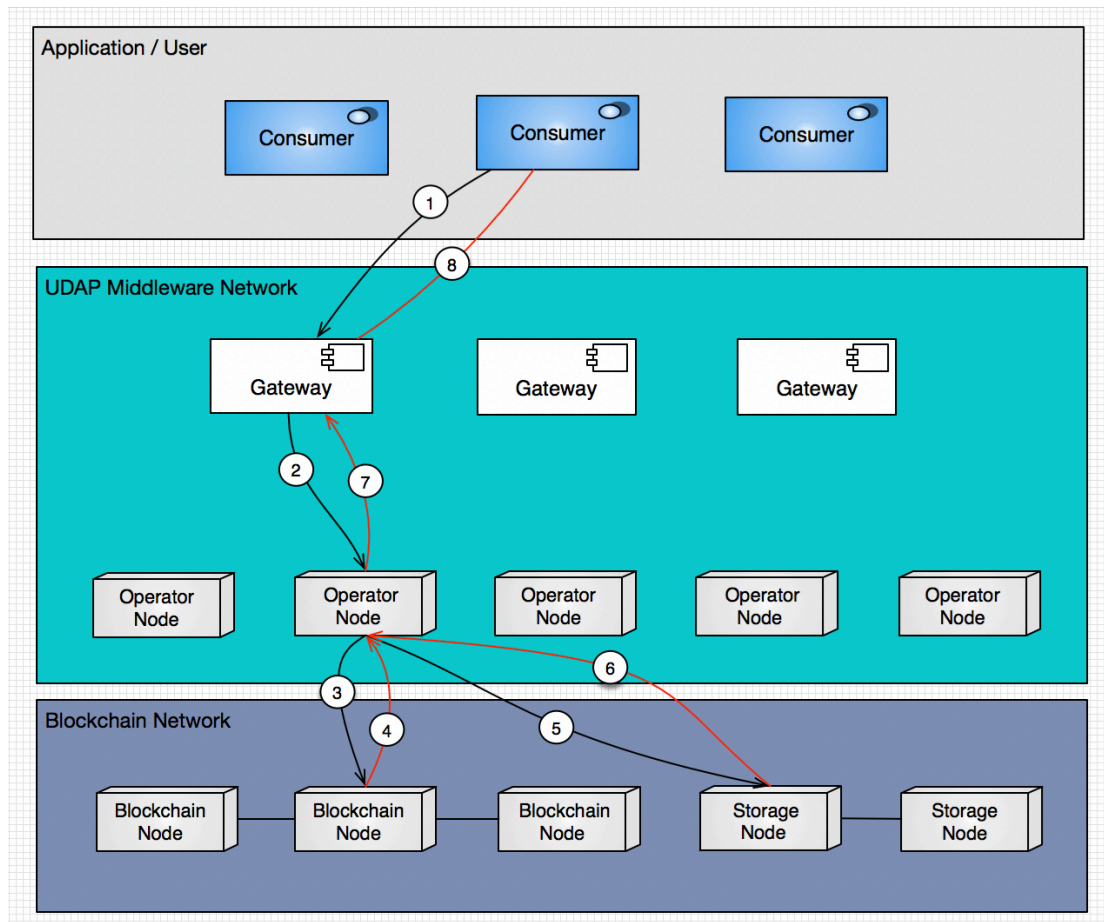 Application / User
Consumer
Consumer
Consumer
1
8
UDAP Middleware Network
Gateway
Gateway
Gateway
2
7
Operator
Node
Operator
Node
Operator
Node
Operator
Node
Operator
Node
6
3
4
5
Blockchain Network
Blockchain
Node
Blockchain
Node
Blockchain
Node
Storage
Node
Storage
Node